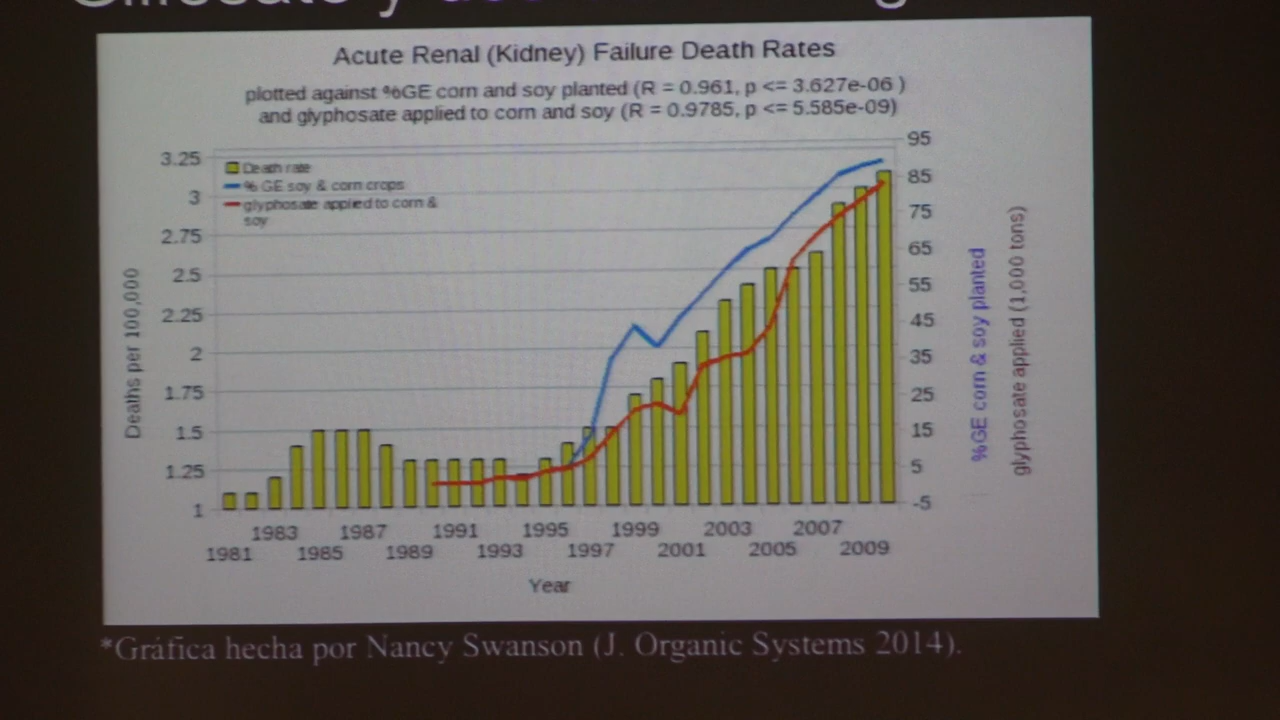 Acute Renal (Kidney) Failure Death Rates
plotted against %GE corn and soy planted (R = 0.961, p <= 3.627e-06 )
and glyphosate applied to corn and soy (R = 0.9785, p <= 5.585e-09)
Death rate
% GE soy & corn crops
glyphosate applied to corn &
soy
3.25
3
2.75
2.5
2.25
2
1.75
1.5
1.25
1
Deaths per 100,000
95
85
75
65
55
45
35
25
15
5
-5
%GE corn & soy planted
glyphosate applied (1,000 tons)
1983 1987 1991 1995 1999 2003 2007
1981 1985 1989 1993 1997 2001 2005 2009
Year
*Gráfica hecha por Nancy Swanson (J. Organic Systems 2014).